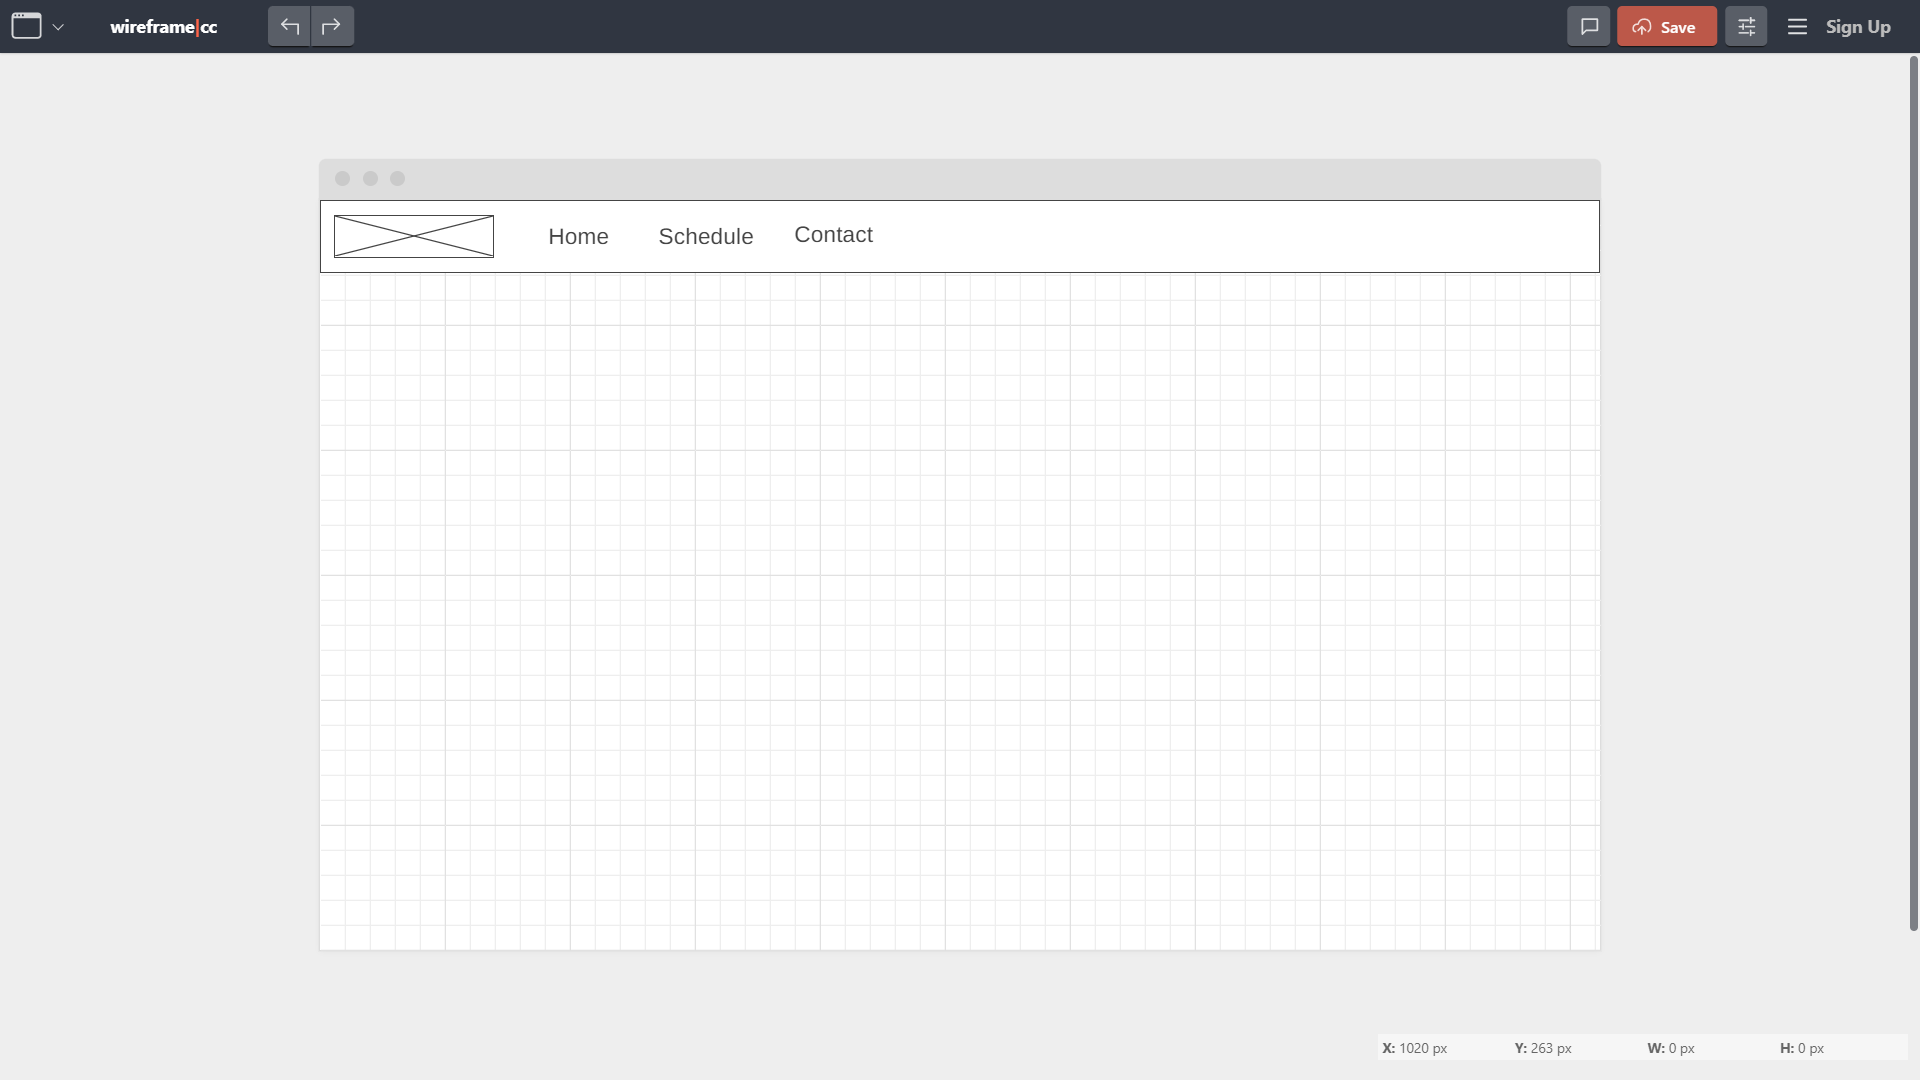 wireframe|cc
Save
Sign Up
Home Schedule Contact
X: 1020 px Y: 263 px W: 0 px H: 0 px